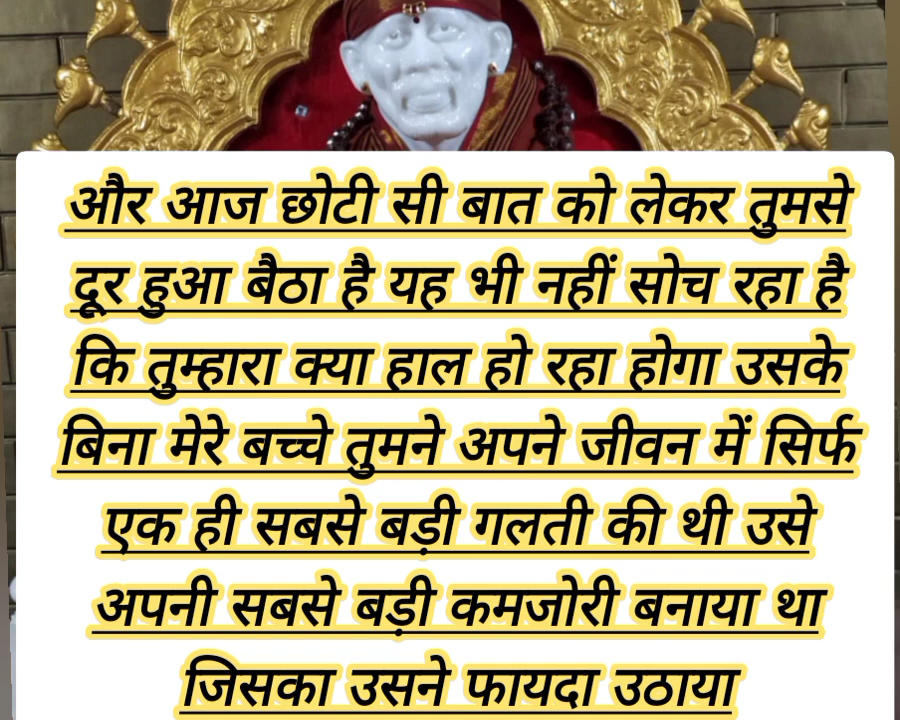 और आज छोटी सी बात को लेकर तुमसे
दूर हुआ बैठा है यह भी नहीं सोच रहा है
कि तुम्हारा क्या हाल हो रहा होगा उसके
बिना मेरे बच्चे तुमने अपने जीवन में सिर्फ
एक ही सबसे बड़ी गलती की थी उसे
अपनी सबसे बड़ी कमजोरी बनाया था
जिसका उसने फायदा उठाया